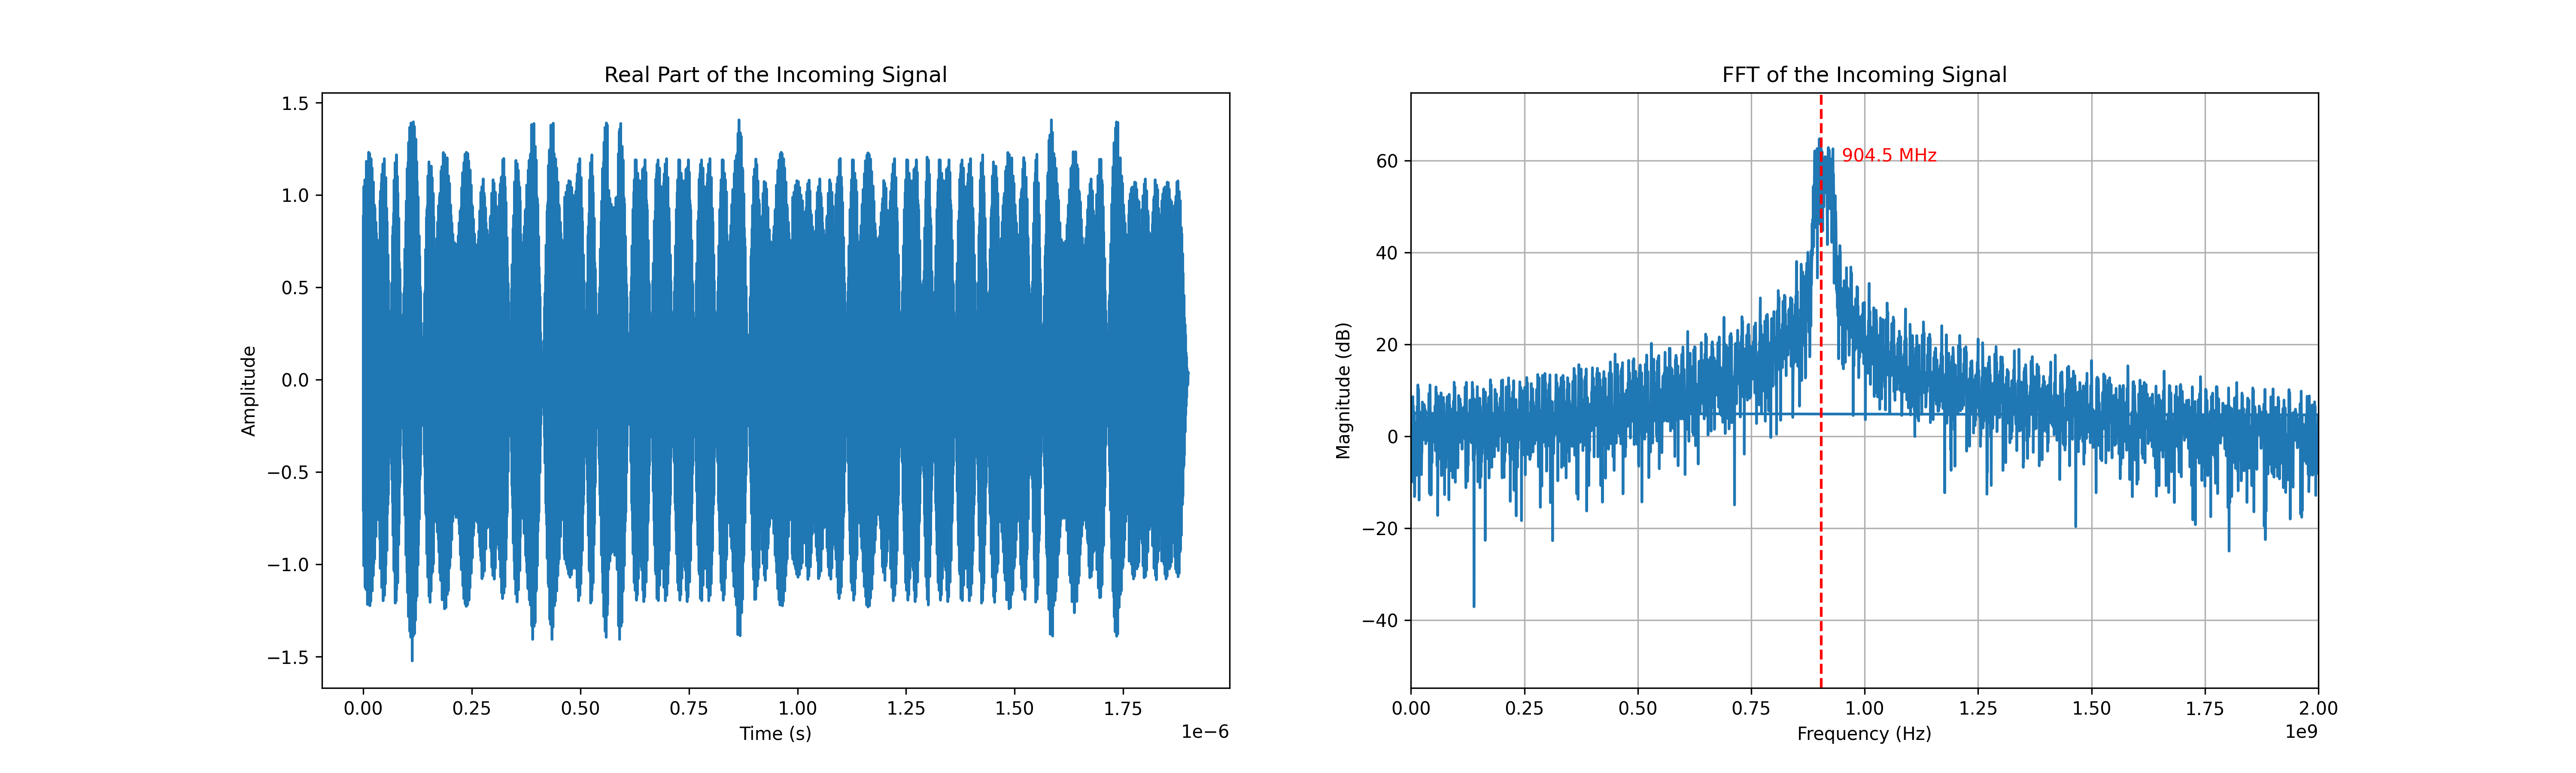 Real Part of the Incoming Signal
1.5
1.0
0.5
0.0
−0.5
−1.0
−1.5
Amplitude
0.00 0.25 0.50 0.75 1.00 1.25 1.50 1.75
1e−6
Time (s)
FFT of the Incoming Signal
904.5 MHz
60
40
20
0
−20
−40
Magnitude (dB)
0.00 0.25 0.50 0.75 1.00 1.25 1.50 1.75 2.00
1e9
Frequency (Hz)